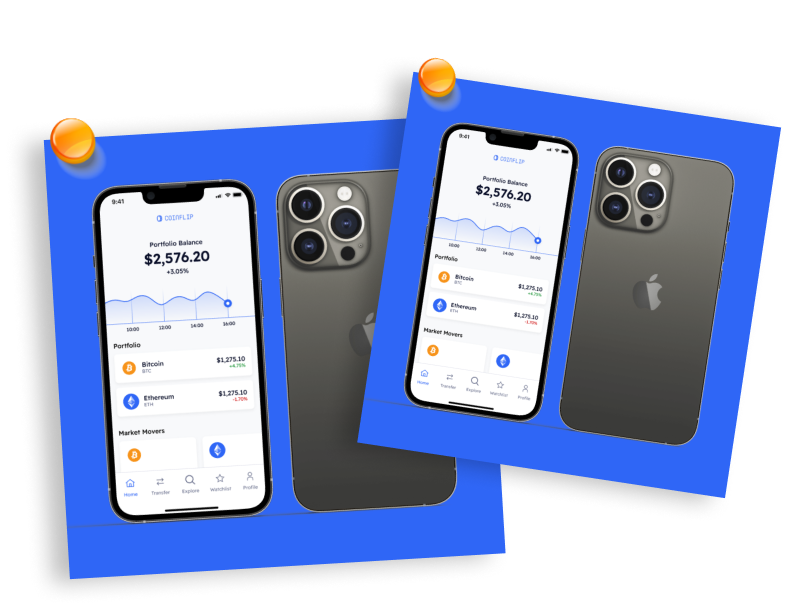 9:41
COINFLIP
Portfolio Balance
$2,576.20
+3,05%
10:00 12:00 14:00 16:00
Portfolio
Bitcoin $1,275.10
BTC +4.75%
Ethereum $1,275.10
ETH -1.70%
Market Movers
Home Transfer Explore Watchlist Profile
9:41
COINFLIP
Portfolio Balance
$2,576.20
+3,05%
10:00 12:00 14:00 16:00
Portfolio
Bitcoin $1,275.10
BTC +4.75%
Ethereum $1,275.10
ETH -1.70%
Market Movers
Home Transfer Explore Watchlist Profile